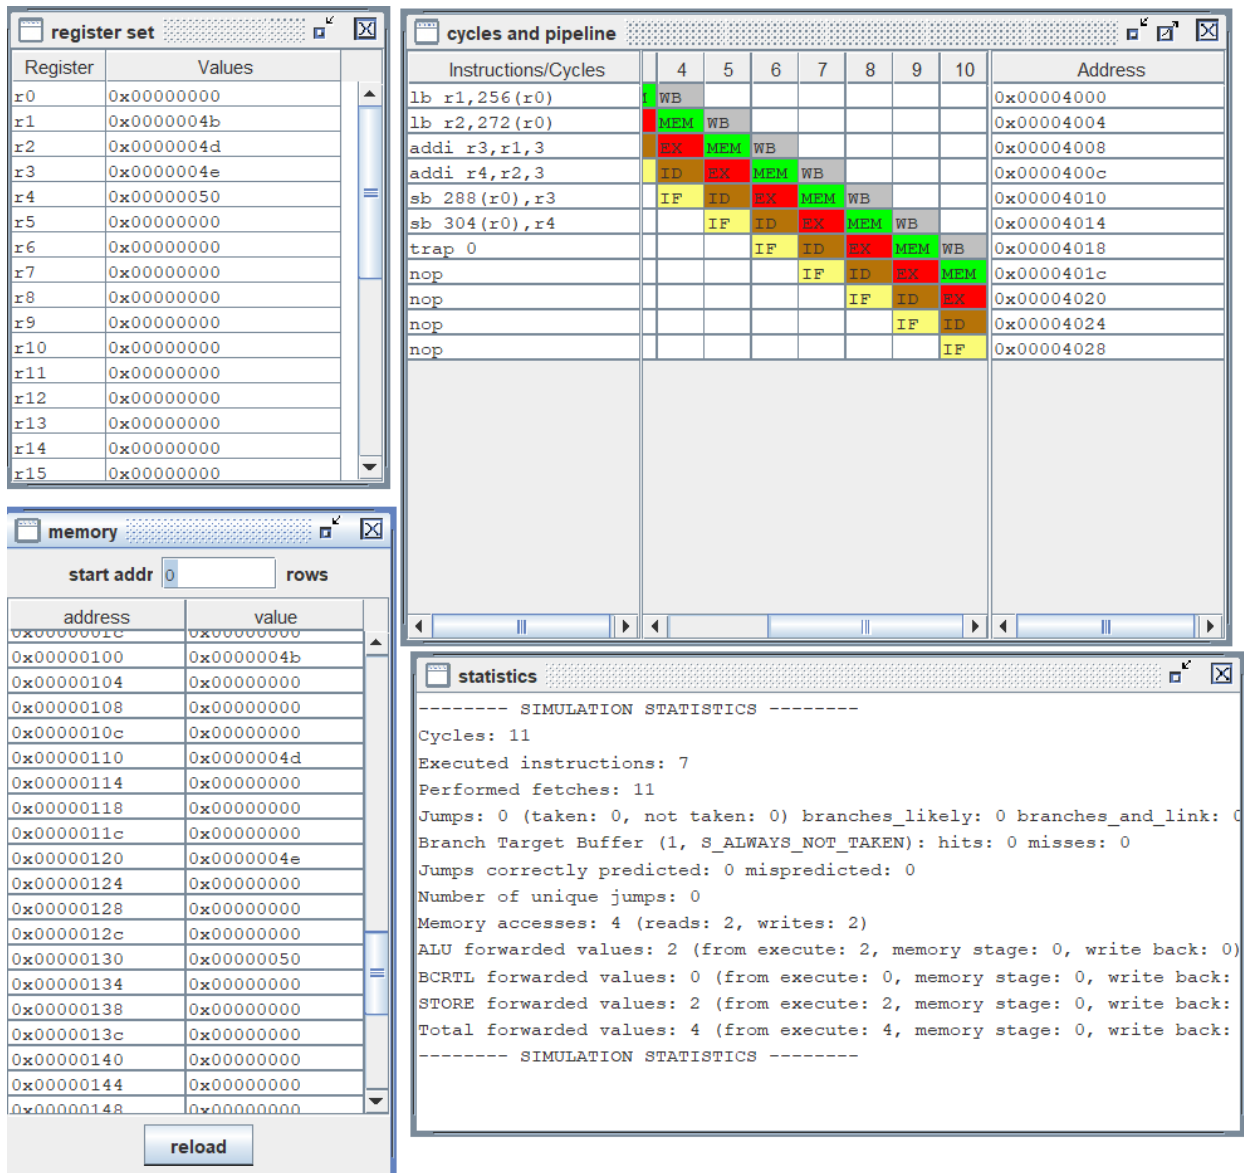 register set
Register Values
r0 0x00000000
r1 0x0000004b
r2 0x0000004d
r3 0x0000004e
r4 0x00000050
r5 0x00000000
r6 0x00000000
r7 0x00000000
r8 0x00000000
r9 0x00000000
r10 0x00000000
r11 0x00000000
r12 0x00000000
r13 0x00000000
r14 0x00000000
r15 0x00000000
cycles and pipeline
Instructions/Cycles 4 5 6 7 8 9 10 Address
lb r1,256(r0) WB 0x00004000
lb r2,272(r0) MEM WB 0x00004004
addi r3,r1,3 EX MEM WB 0x00004008
addi r4,r2,3 ID EX MEM WB 0x0000400c
sb 288(r0),r3 IF ID EX MEM WB 0x00004010
sb 304(r0),r4 IF ID EX MEM WB 0x00004014
trap 0 IF ID EX MEM WB 0x00004018
nop IF ID EX MEM 0x0000401c
nop IF ID EX 0x00004020
nop IF ID 0x00004024
nop IF 0x00004028
memory
start addr 0 rows
address value
0x0000001c 0x00000000
0x00000100 0x0000004b
0x00000104 0x00000000
0x00000108 0x00000000
0x0000010c 0x00000000
0x00000110 0x0000004d
0x00000114 0x00000000
0x00000118 0x00000000
0x0000011c 0x00000000
0x00000120 0x0000004e
0x00000124 0x00000000
0x00000128 0x00000000
0x0000012c 0x00000000
0x00000130 0x00000050
0x00000134 0x00000000
0x00000138 0x00000000
0x0000013c 0x00000000
0x00000140 0x00000000
0x00000144 0x00000000
0x00000148 0x00000000
reload
statistics
-------- SIMULATION STATISTICS --------
Cycles: 11
Executed instructions: 7
Performed fetches: 11
Jumps: 0 (taken: 0, not taken: 0) branches_likely: 0 branches_and_link: 0
Branch Target Buffer (1, S_ALWAYS_NOT_TAKEN): hits: 0 misses: 0
Jumps correctly predicted: 0 mispredicted: 0
Number of unique jumps: 0
Memory accesses: 4 (reads: 2, writes: 2)
ALU forwarded values: 2 (from execute: 2, memory stage: 0, write back: 0)
BCRTL forwarded values: 0 (from execute: 0, memory stage: 0, write back:
STORE forwarded values: 2 (from execute: 2, memory stage: 0, write back:
Total forwarded values: 4 (from execute: 4, memory stage: 0, write back:
-------- SIMULATION STATISTICS --------